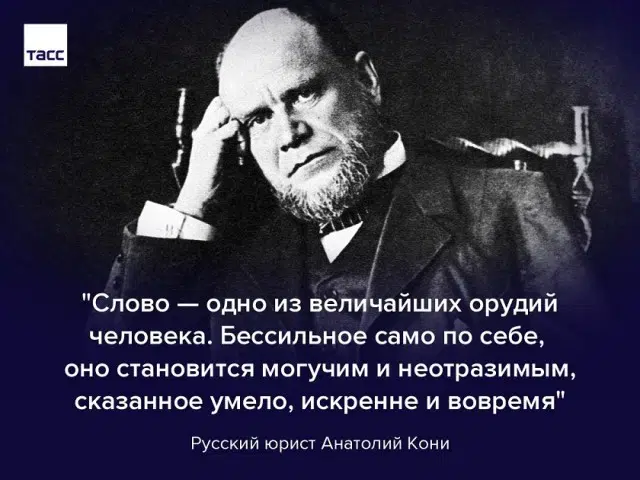 ТАСС
"Слово — одно из величайших орудий
человека. Бессильное само по себе,
оно становится могучим и неотразимым,
сказанное умело, искренне и вовремя"
Русский юрист Анатолий Кони